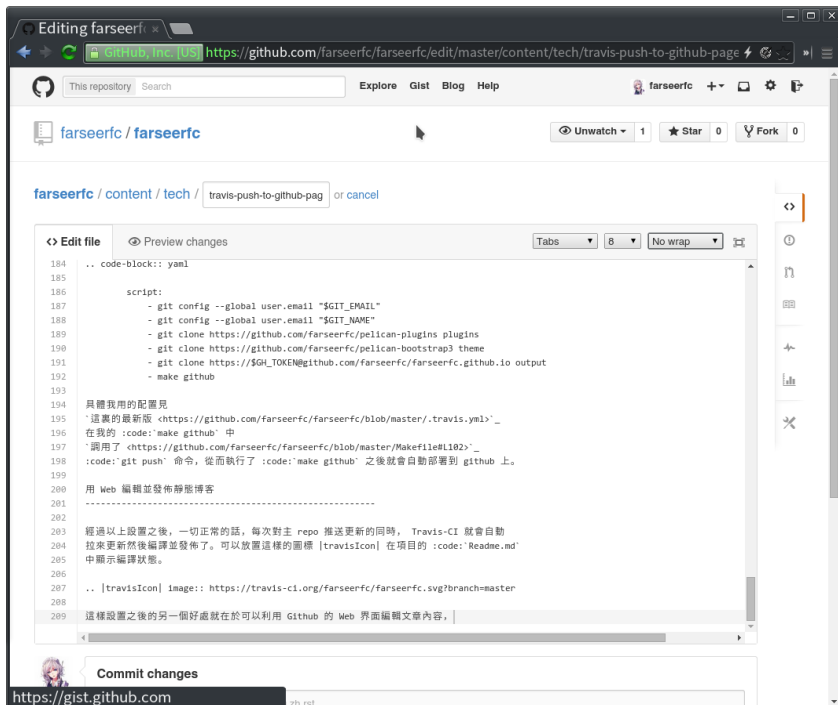 Editing farseerfc
GitHub, Inc. [US] https://github.com/farseerfc/farseerfc/edit/master/content/tech/travis-push-to-github-page
This repository Search Explore Gist Blog Help farseerfc
farseerfc / farseerfc Unwatch 1 Star 0 Fork 0
farseerfc / content / tech / travis-push-to-github-pag or cancel
<> Edit file Preview changes Tabs 8 No wrap
184 .. code-block:: yaml
185
186 script:
187 - git config --global user.email "$GIT_EMAIL"
188 - git config --global user.email "$GIT_NAME"
189 - git clone https://github.com/farseerfc/pelican-plugins plugins
190 - git clone https://github.com/farseerfc/pelican-bootstrap3 theme
191 - git clone https://$GH_TOKEN@github.com/farseerfc/farseerfc.github.io output
192 - make github
193
194 具體我用的配置見
195 `這裏的最新版 <https://github.com/farseerfc/farseerfc/blob/master/.travis.yml>`_
196 在我的 :code:`make github` 中
197 `調用了 <https://github.com/farseerfc/farseerfc/blob/master/Makefile#L102>`_
198 :code:`git push` 命令，從而執行了 :code:`make github` 之後就會自動部署到 github 上。
199
200 用 Web 編輯並發佈靜態博客
201 ----------------------------------------------------------
202
203 經過以上設置之後，一切正常的話，每次對主 repo 推送更新的同時， Travis-CI 就會自動
204 拉來更新然後編譯並發佈了。可以放置這樣的圖標 |travisIcon| 在項目的 :code:`Readme.md`
205 中顯示編譯狀態。
206
207 .. |travisIcon| image:: https://travis-ci.org/farseerfc/farseerfc.svg?branch=master
208
209 這樣設置之後的另一個好處就在於可以利用 Github 的 Web 界面編輯文章內容，
Commit changes
https://gist.github.com
zh.rst